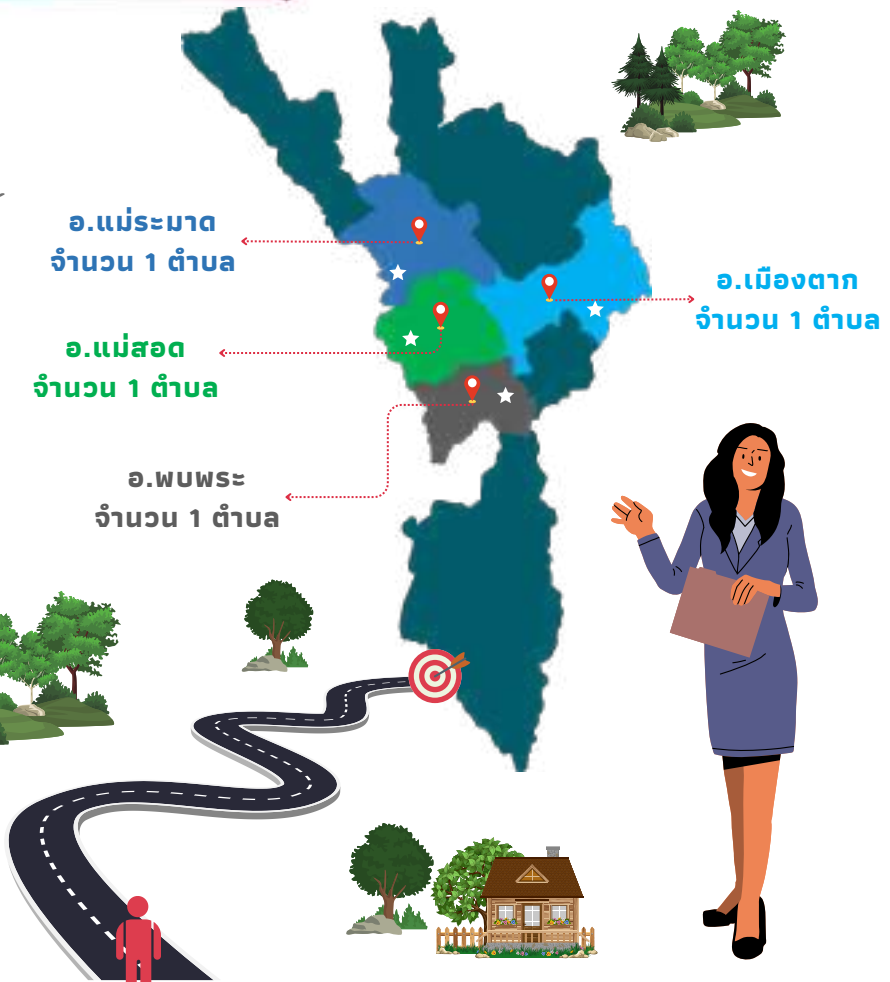 อ.แม่ระมาด
จำนวน 1 ตำบล
อ.เมืองตาก
จำนวน 1 ตำบล
อ.แม่สอด
จำนวน 1 ตำบล
อ.พบพระ
จำนวน 1 ตำบล